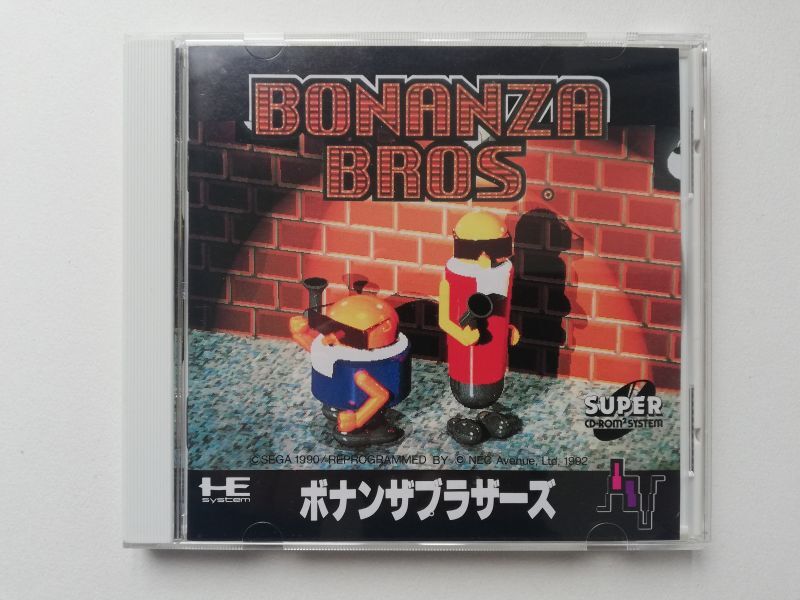 BONANZA
BROS.
SUPER
CD-ROM² SYSTEM
©SEGA 1990/REPROGRAMMED BY © NEC Avenue, Ltd. 1992
HE
system
ボナンザブラザーズ